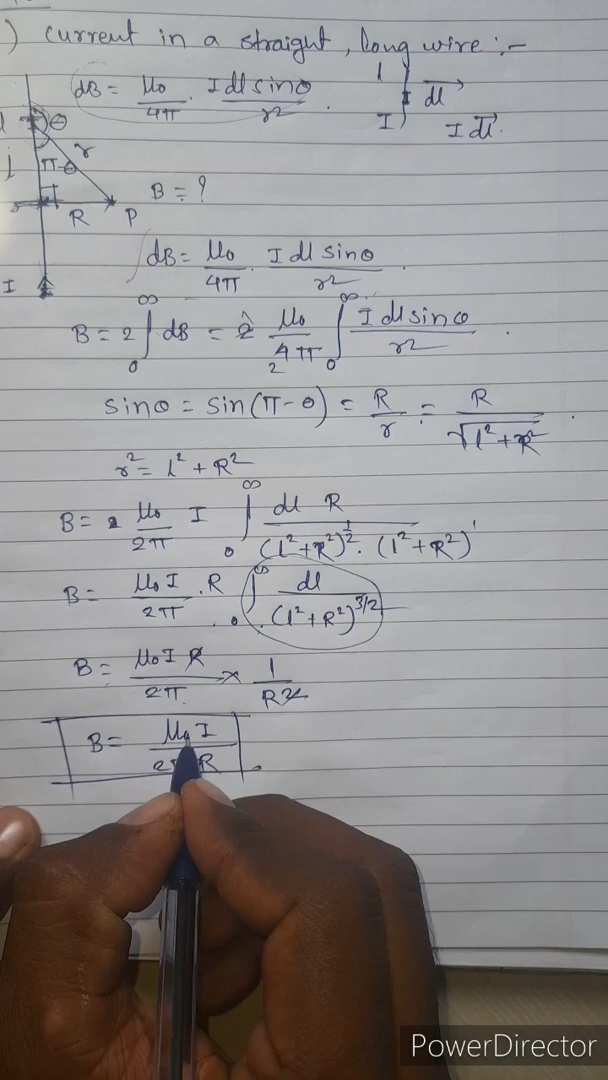 ) current in a straight, long wire :-
dB = μ₀/4π · I dl sinθ / r² .
l
I
dl
I dl.
l θ
r
π-θ
R P
I
B = ?
dB = μ₀/4π · I dl sinθ / r² .
B = 2 ∫₀^∞ dB = 2 μ₀/4π ∫₀^∞ I dl sinθ / r² .
2
sinθ = sin(π-θ) = R/r = R/√(l²+R²) .
r² = l² + R²
B = μ₀/2π I ∫₀^∞ dl R / (l²+R²)^½ · (l²+R²)^1
B = μ₀I/2π · R ∫₀^∞ dl / (l²+R²)^3/2
B = μ₀IR/2π × 1/R²
B = μ₀I / 2πR .
PowerDirector